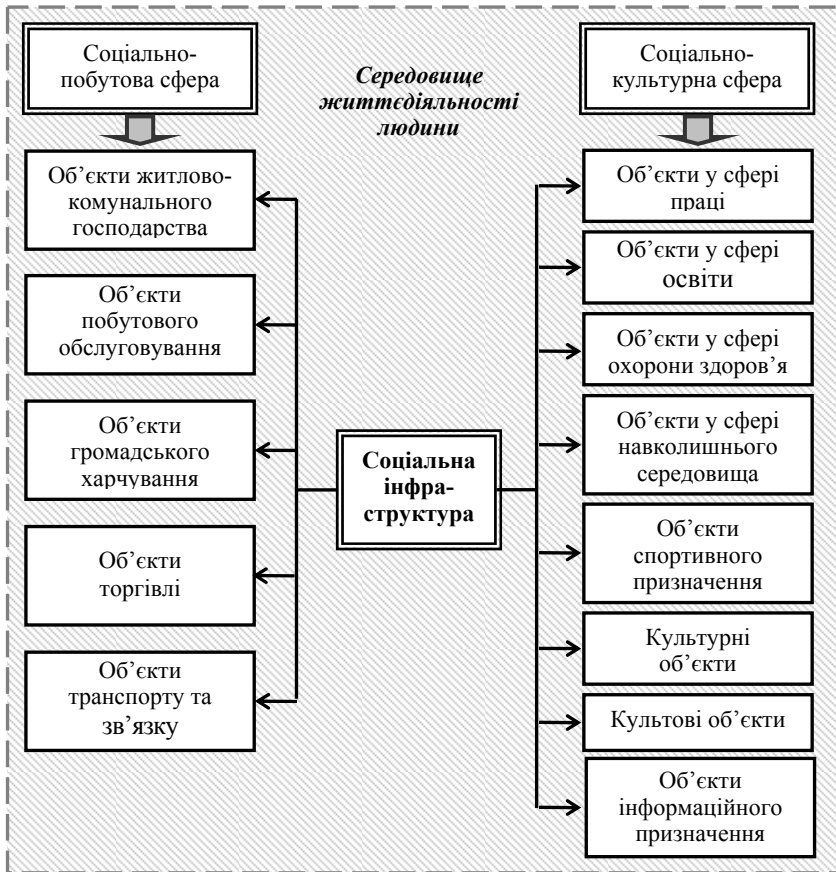 Соціально-
побутова сфера
Середовище
життєдіяльності
людини
Соціально-
культурна сфера
Об’єкти житлово-
комунального
господарства
Об’єкти
побутового
обслуговування
Об’єкти
громадського
харчування
Об’єкти
торгівлі
Об’єкти
транспорту та
зв’язку
Соціальна
інфра-
структура
Об’єкти у сфері
праці
Об’єкти у сфері
освіти
Об’єкти у сфері
охорони здоров’я
Об’єкти у сфері
навколишнього
середовища
Об’єкти
спортивного
призначення
Культурні
об’єкти
Культові об’єкти
Об’єкти
інформаційного
призначення